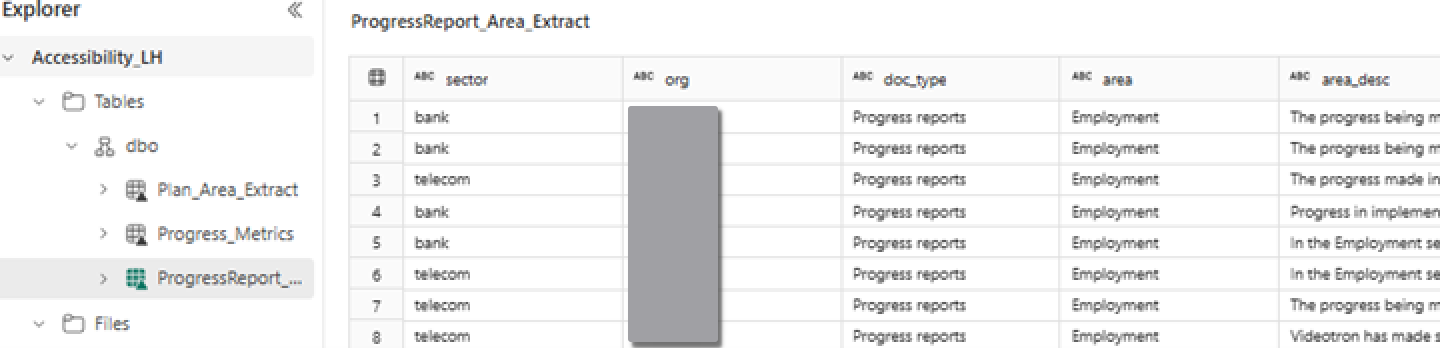 Explorer
Accessibility_LH
Tables
dbo
Plan_Area_Extract
Progress_Metrics
ProgressReport_...
Files
ProgressReport_Area_Extract
ABC sector ABC org ABC doc_type ABC area ABC area_desc
1 bank Progress reports Employment The progress being m
2 bank Progress reports Employment The progress being m
3 telecom Progress reports Employment The progress made in
4 bank Progress reports Employment Progress in implemen
5 bank Progress reports Employment In the Employment se
6 telecom Progress reports Employment In the Employment se
7 telecom Progress reports Employment The progress being m
8 telecom Progress reports Employment Videotron has made s